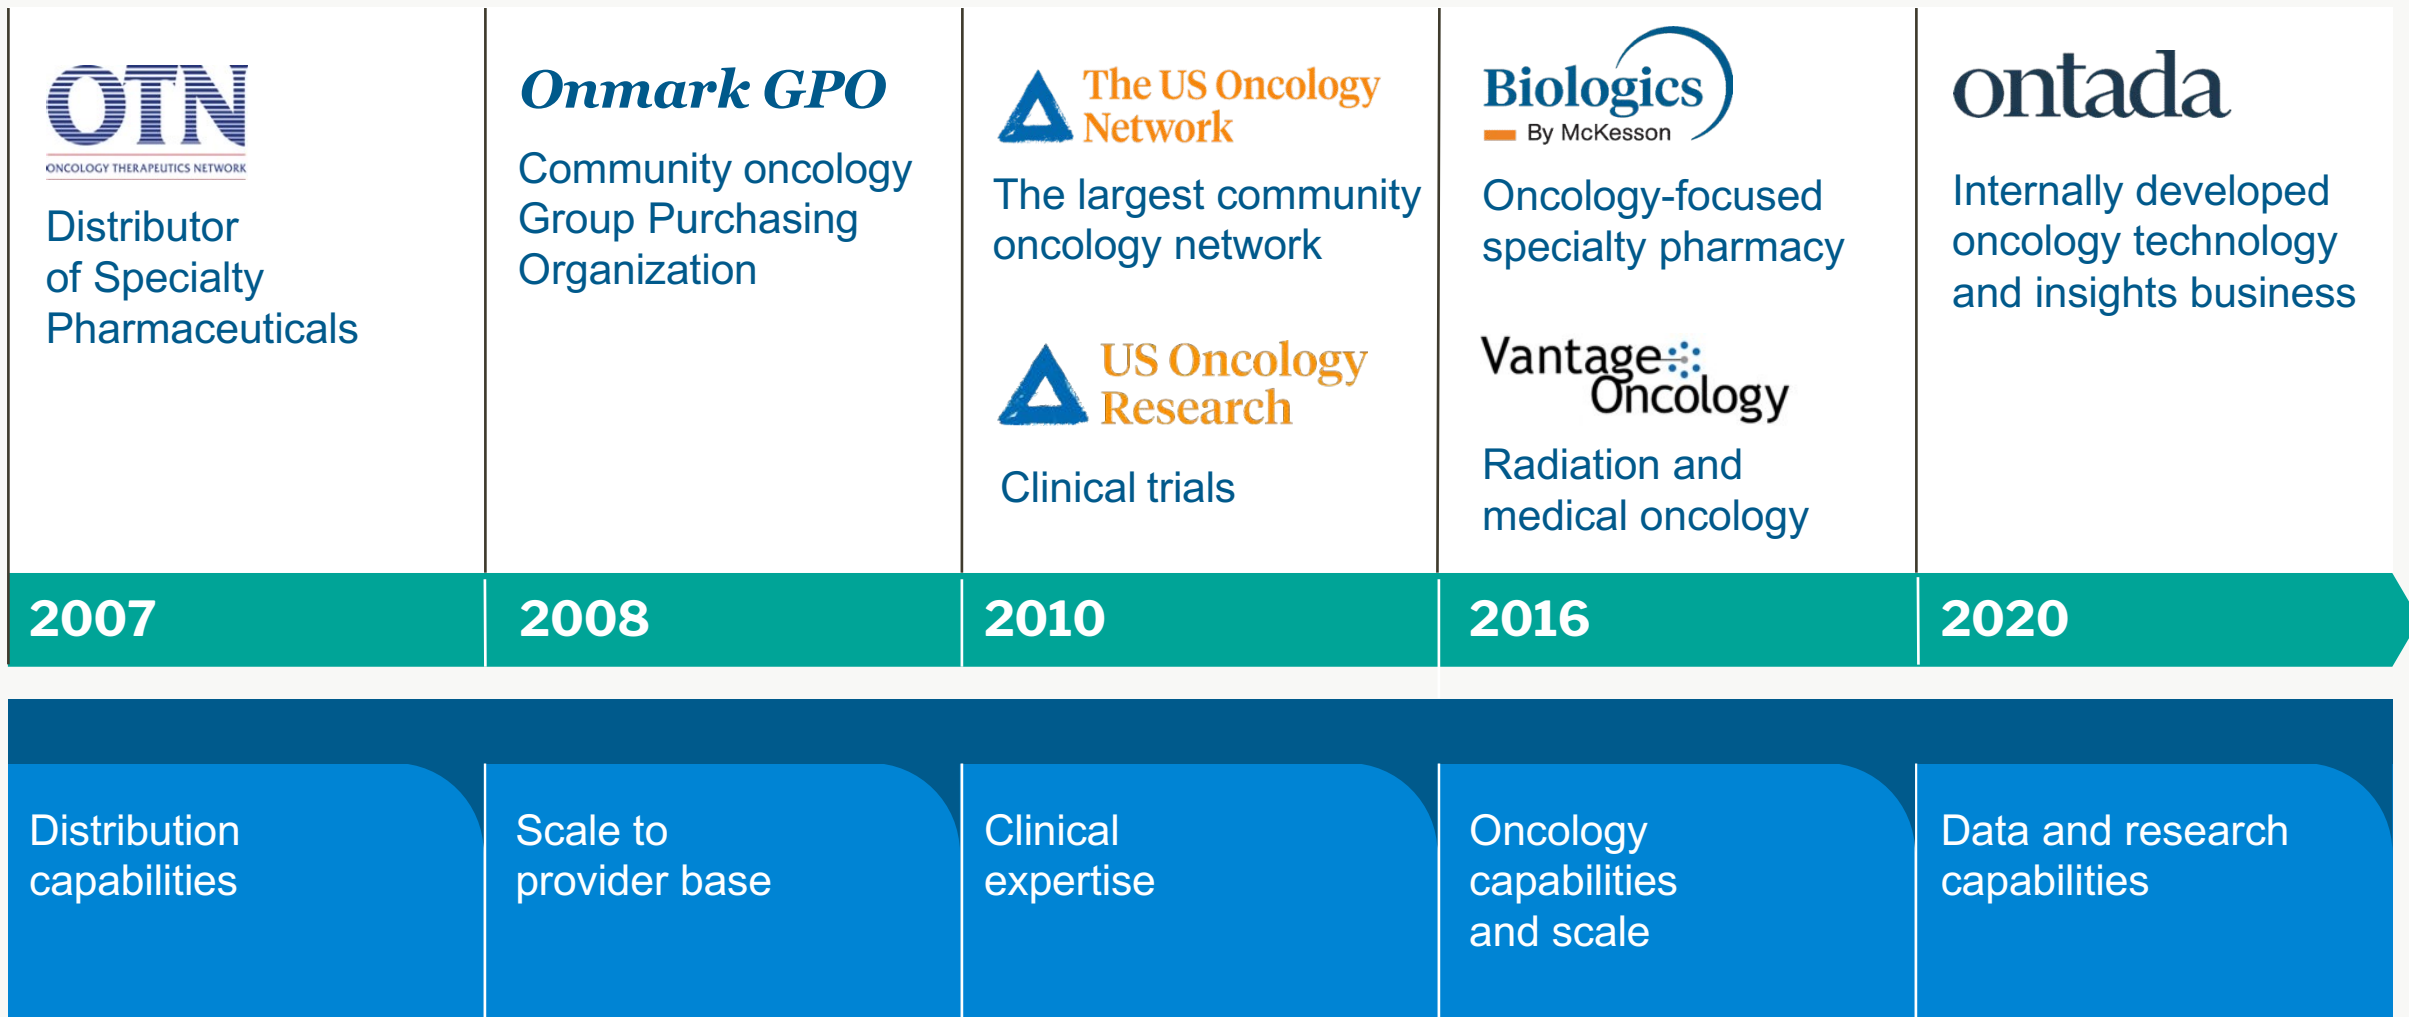 OTN
ONCOLOGY THERAPEUTICS NETWORK
Distributor
of Specialty
Pharmaceuticals
Onmark GPO
Community oncology
Group Purchasing
Organization
The US Oncology
Network
The largest community
oncology network
US Oncology
Research
Clinical trials
Biologics
By McKesson
Oncology-focused
specialty pharmacy
Vantage
Oncology
Radiation and
medical oncology
ontada
Internally developed
oncology technology
and insights business
2007
2008
2010
2016
2020
Distribution
capabilities
Scale to
provider base
Clinical
expertise
Oncology
capabilities
and scale
Data and research
capabilities